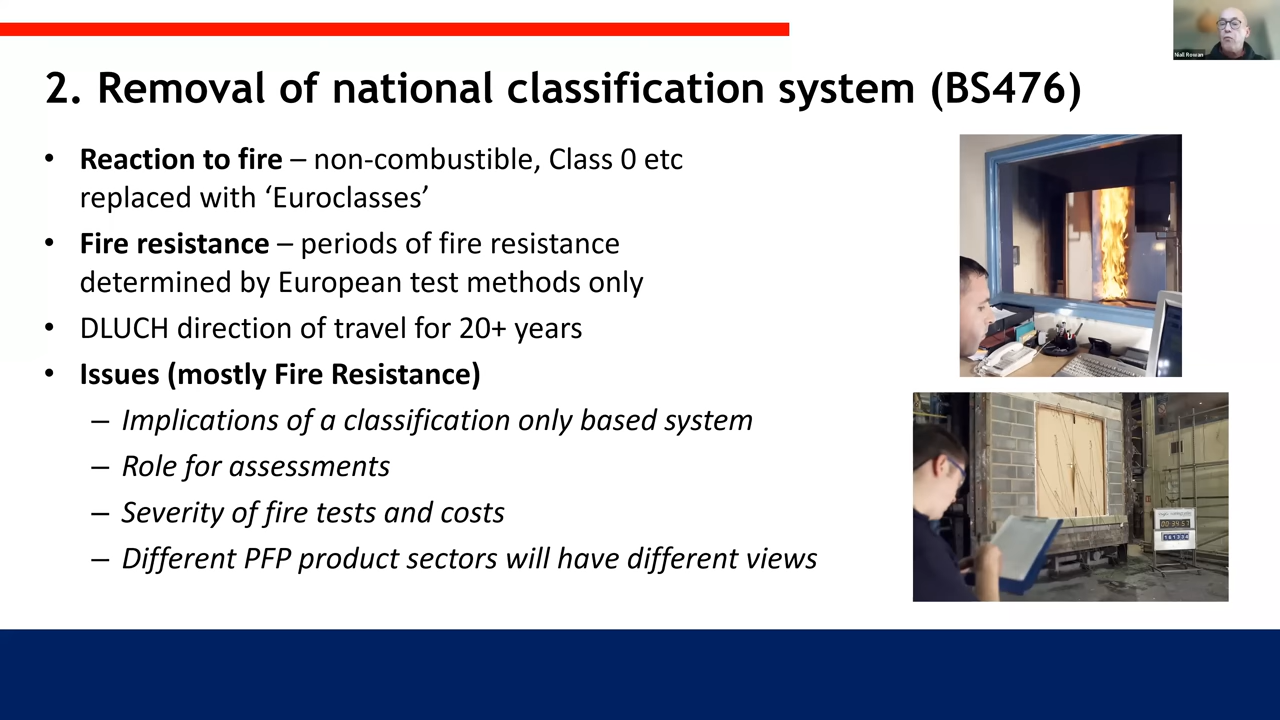 Niall Rowan
2. Removal of national classification system (BS476)
• Reaction to fire – non-combustible, Class 0 etc
replaced with ‘Euroclasses’
• Fire resistance – periods of fire resistance
determined by European test methods only
• DLUCH direction of travel for 20+ years
• Issues (mostly Fire Resistance)
– Implications of a classification only based system
– Role for assessments
– Severity of fire tests and costs
– Different PFP product sectors will have different views